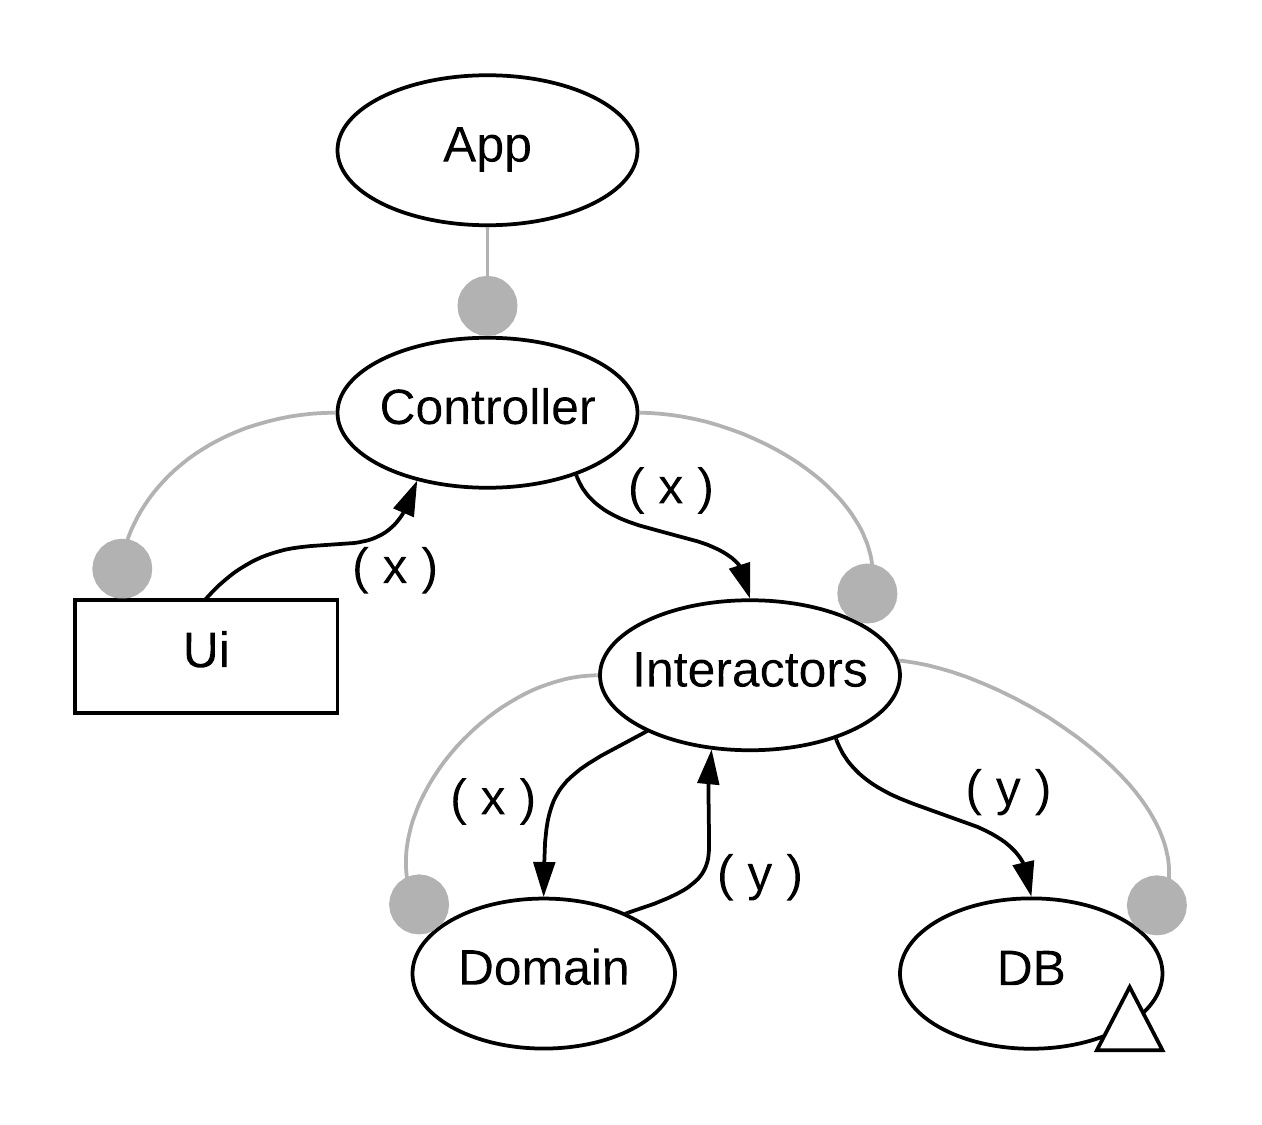 App
Controller
( x )
( x )
Ui
Interactors
( x )
( y )
( y )
Domain
DB